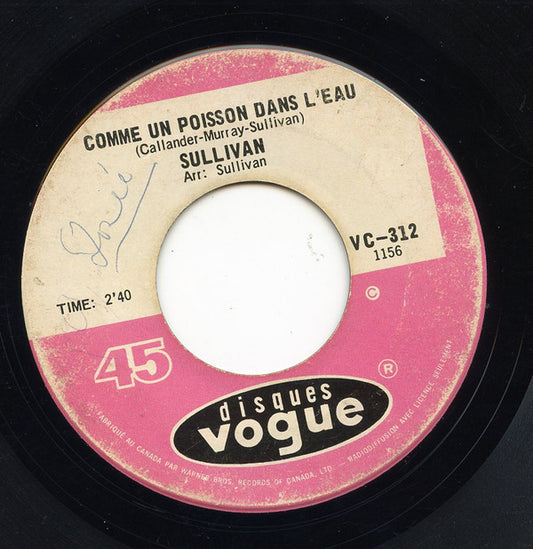 COMME UN POISSON DANS L'EAU
(Callander-Murray-Sullivan)
SULLIVAN
Arr: Sullivan
VC-312
1156
TIME: 2'40
©
45
®
disques
vogue
FABRIQUÉ AU CANADA PAR WARNER BROS. RECORDS OF CANADA, LTD. RADIODIFFUSION AVEC LICENCE SEULEMENT